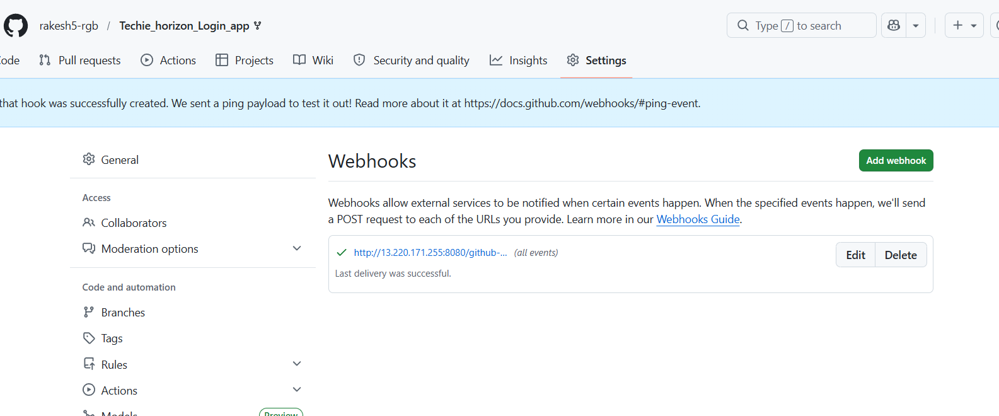 rakesh5-rgb / Techie_horizon_Login_app
Type / to search
ode Pull requests Actions Projects Wiki Security and quality Insights Settings
that hook was successfully created. We sent a ping payload to test it out! Read more about it at https://docs.github.com/webhooks/#ping-event.
General
Access
Collaborators
Moderation options
Code and automation
Branches
Tags
Rules
Actions
Models Preview
Webhooks
Add webhook
Webhooks allow external services to be notified when certain events happen. When the specified events happen, we'll send
a POST request to each of the URLs you provide. Learn more in our Webhooks Guide.
http://13.220.171.255:8080/github-... (all events)
Edit Delete
Last delivery was successful.